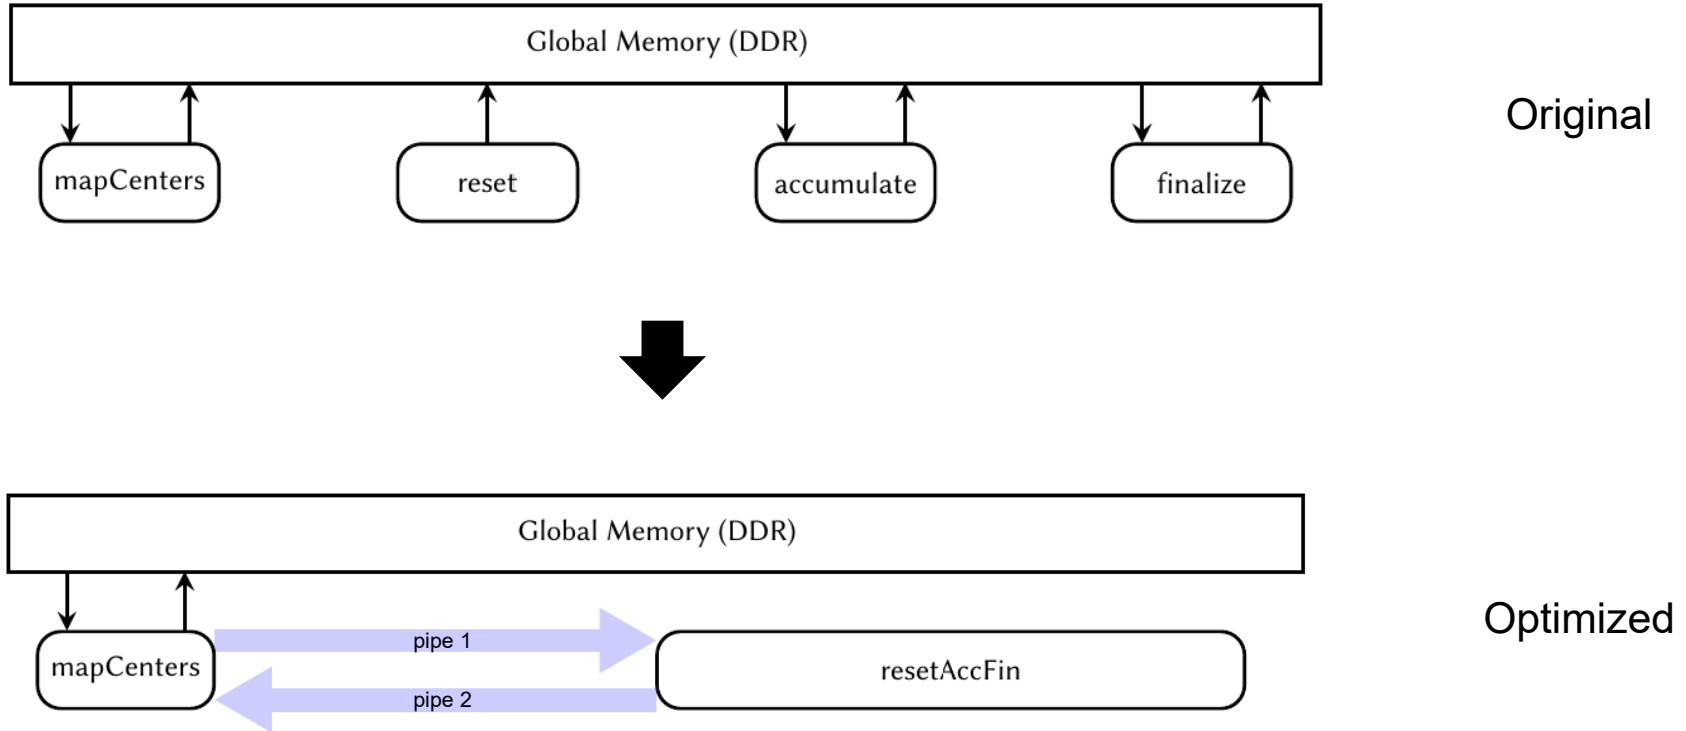 Global Memory (DDR)
Original
mapCenters
reset
accumulate
finalize
Global Memory (DDR)
Optimized
pipe 1
mapCenters
resetAccFin
pipe 2